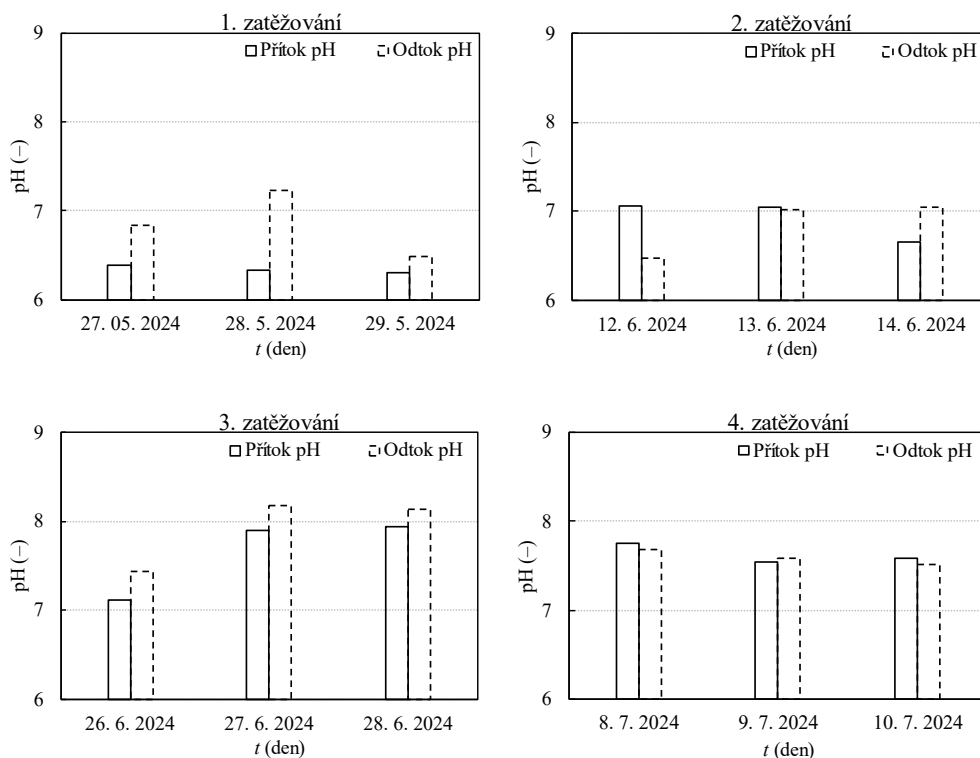 1. zatěžování
Přítok pH Odtok pH
9
8
7
6
pH (–)
27. 05. 2024 28. 5. 2024 29. 5. 2024
t (den)
2. zatěžování
Přítok pH Odtok pH
9
8
7
6
pH (–)
12. 6. 2024 13. 6. 2024 14. 6. 2024
t (den)
3. zatěžování
Přítok pH Odtok pH
9
8
7
6
pH (–)
26. 6. 2024 27. 6. 2024 28. 6. 2024
t (den)
4. zatěžování
Přítok pH Odtok pH
9
8
7
6
pH (–)
8. 7. 2024 9. 7. 2024 10. 7. 2024
t (den)